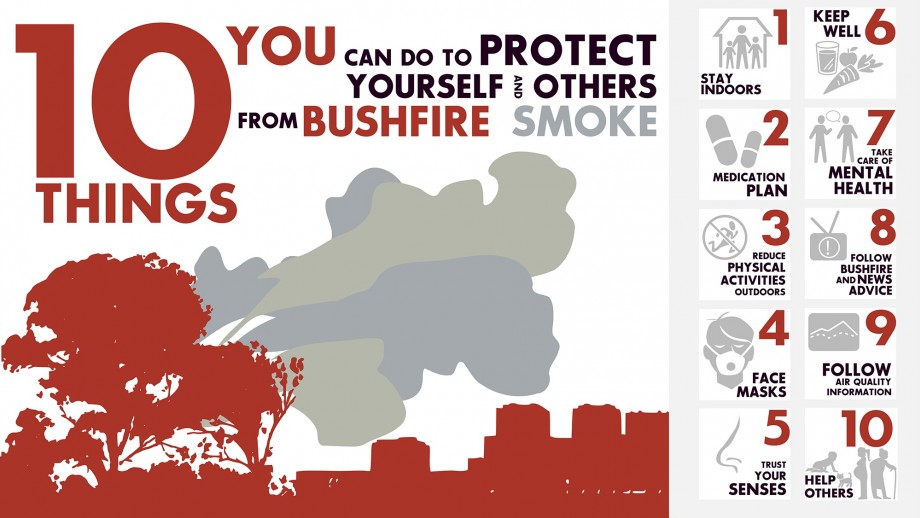 10 YOU CAN DO TO PROTECT
YOURSELF AND OTHERS
FROM BUSHFIRE SMOKE
THINGS
1
STAY
INDOORS
2
MEDICATION
PLAN
3
REDUCE
PHYSICAL
ACTIVITIES
OUTDOORS
4
FACE
MASKS
5
TRUST
YOUR
SENSES
KEEP
WELL 6
7
TAKE
CARE OF
MENTAL
HEALTH
8
FOLLOW
BUSHFIRE
AND NEWS
ADVICE
9
FOLLOW
AIR QUALITY
INFORMATION
10
HELP
OTHERS